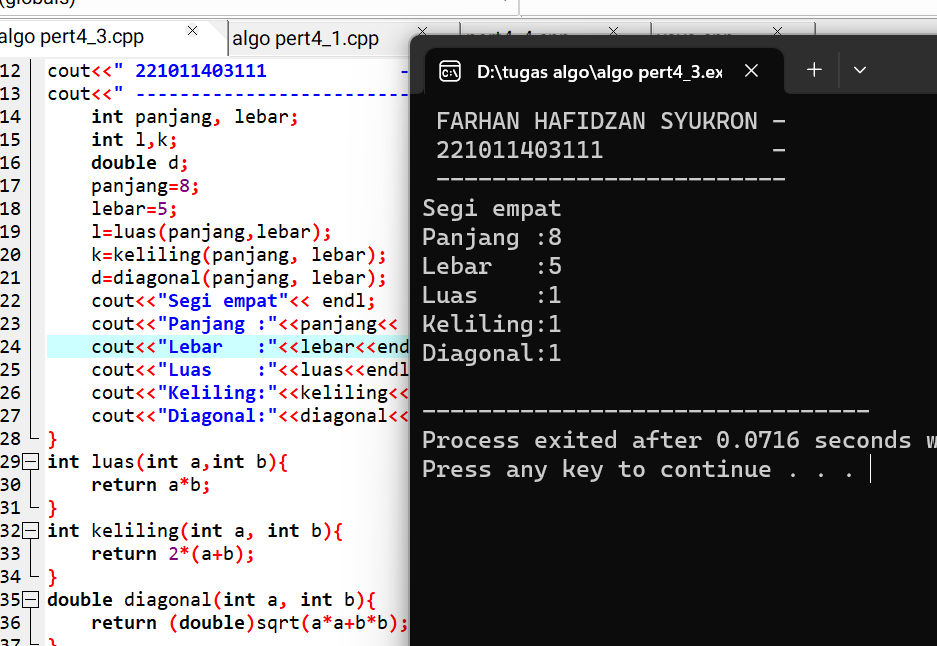 (globals)
algo pert4_3.cpp
algo pert4_1.cpp
D:\tugas algo\algo pert4_3.ex
12 cout<<" 221011403111 -
13 cout<<" -------------------------
14 int panjang, lebar;
15 int l,k;
16 double d;
17 panjang=8;
18 lebar=5;
19 l=luas(panjang,lebar);
20 k=keliling(panjang, lebar);
21 d=diagonal(panjang, lebar);
22 cout<<"Segi empat"<< endl;
23 cout<<"Panjang :"<<panjang<<
24 cout<<"Lebar   :"<<lebar<<end
25 cout<<"Luas    :"<<luas<<endl
26 cout<<"Keliling:"<<keliling<<
27 cout<<"Diagonal:"<<diagonal<<
28 }
29 int luas(int a,int b){
30 return a*b;
31 }
32 int keliling(int a, int b){
33 return 2*(a+b);
34 }
35 double diagonal(int a, int b){
36 return (double)sqrt(a*a+b*b);
37 }
FARHAN HAFIDZAN SYUKRON -
221011403111            -
-------------------------
Segi empat
Panjang :8
Lebar   :5
Luas    :1
Keliling:1
Diagonal:1
--------------------------------
Process exited after 0.0716 seconds w
Press any key to continue . . .